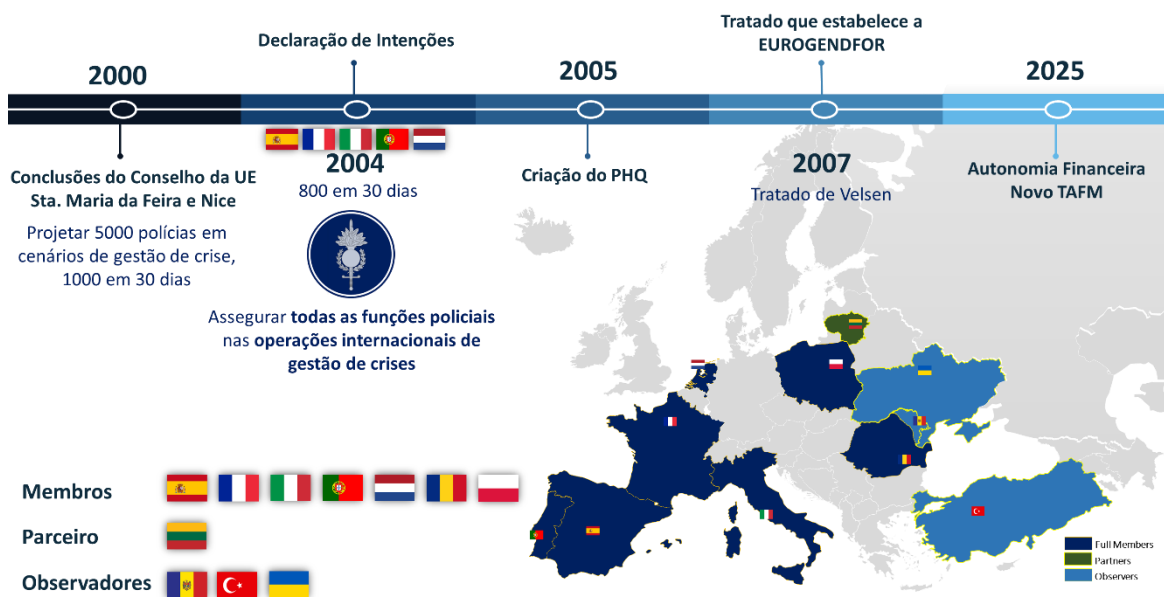 2000
Conclusões do Conselho da UE
Sta. Maria da Feira e Nice
Projetar 5000 polícias em
cenários de gestão de crise,
1000 em 30 dias
Declaração de Intenções
2004
800 em 30 dias
Assegurar todas as funções policiais
nas operações internacionais de
gestão de crises
2005
Criação do PHQ
Tratado que estabelece a
EUROGENDFOR
2007
Tratado de Velsen
2025
Autonomia Financeira
Novo TAFM
Membros
Parceiro
Observadores
Full Members
Partners
Observers